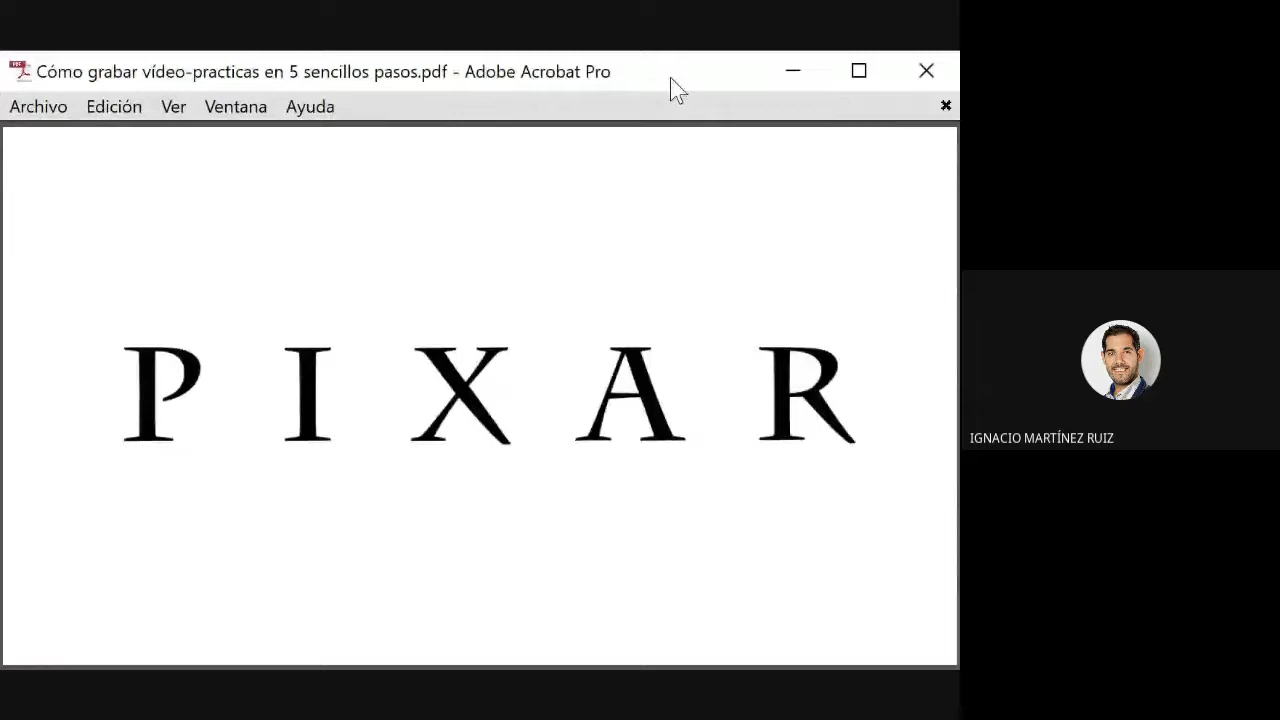 Cómo grabar vídeo-practicas en 5 sencillos pasos.pdf - Adobe Acrobat Pro
Archivo Edición Ver Ventana Ayuda
PIXAR
IGNACIO MARTÍNEZ RUIZ